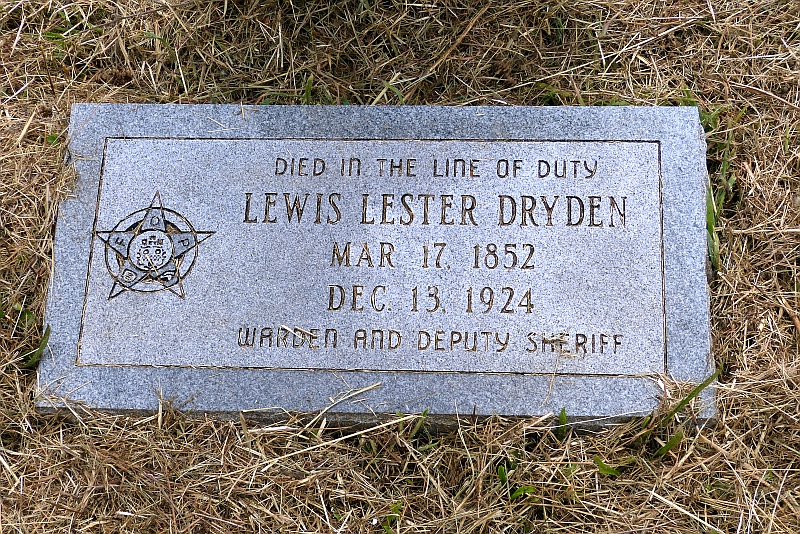 DIED IN THE LINE OF DUTY
LEWIS LESTER DRYDEN
MAR 17, 1852
DEC. 13, 1924
WARDEN AND DEPUTY SHERIFF